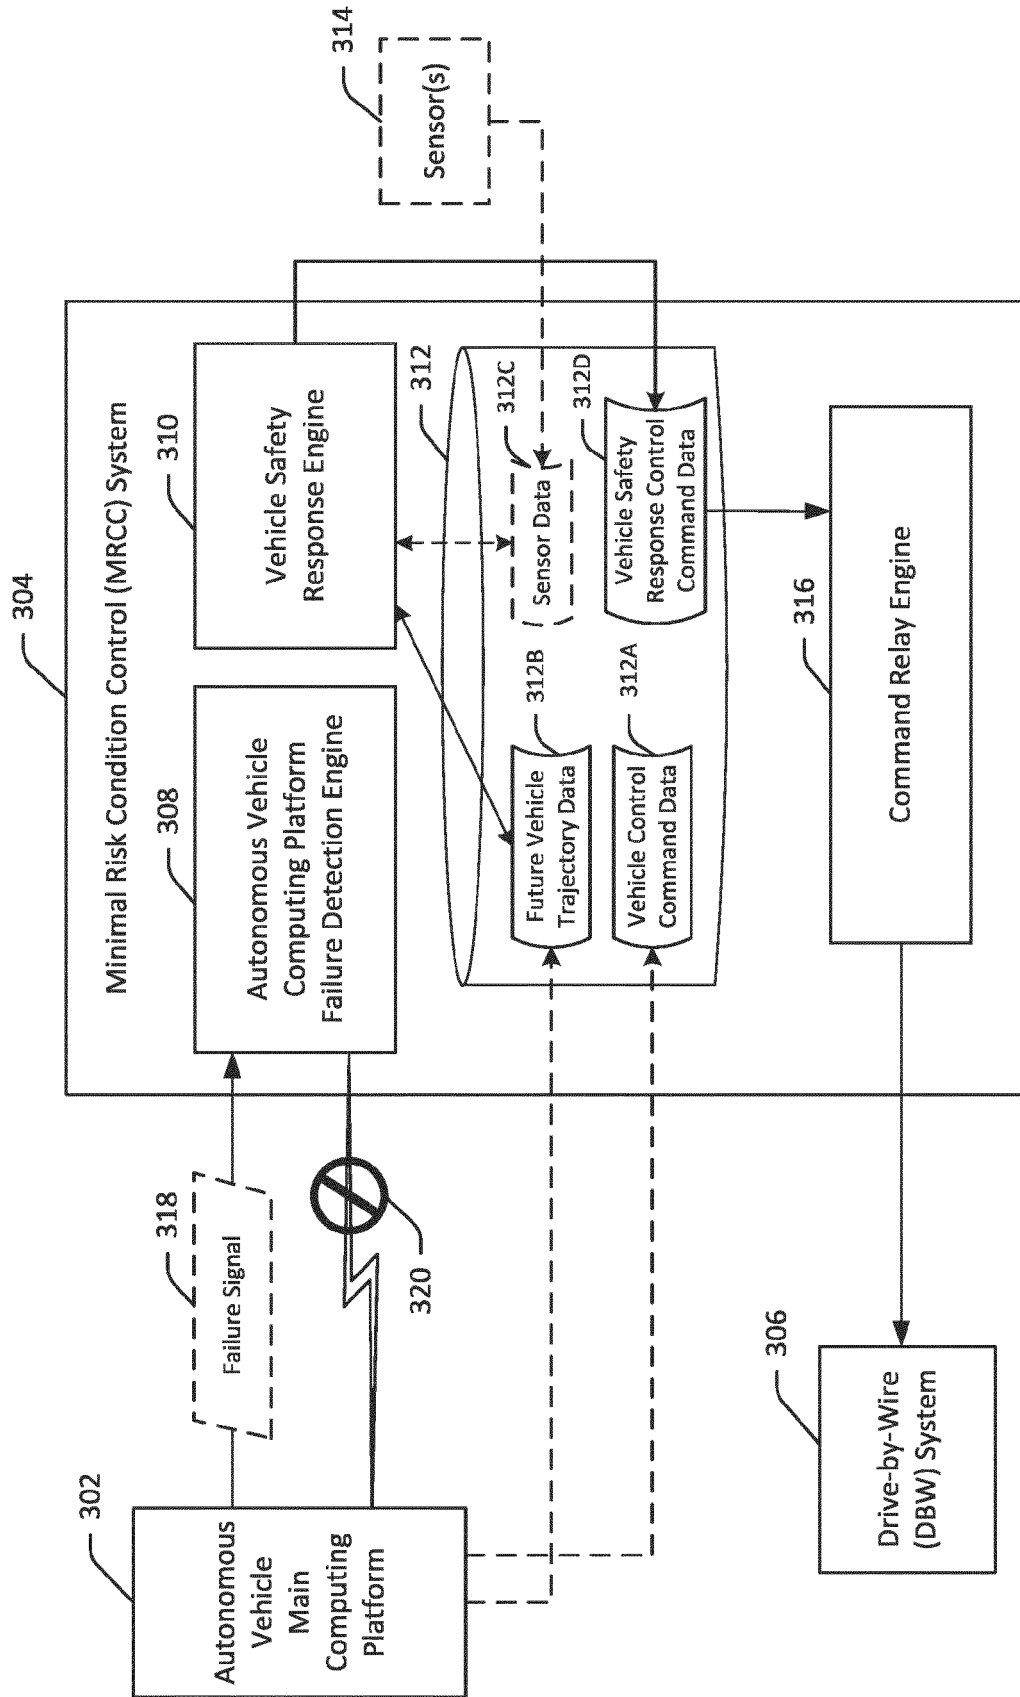 304
Minimal Risk Condition Control (MRCC) System
302
Autonomous
Vehicle
Main
Computing
Platform
318
Failure Signal
320
308
Autonomous Vehicle
Computing Platform
Failure Detection Engine
310
Vehicle Safety
Response Engine
312
314
Sensor(s)
312B
Future Vehicle
Trajectory Data
312C
Sensor Data
312A
Vehicle Control
Command Data
312D
Vehicle Safety
Response Control
Command Data
306
Drive-by-Wire
(DBW) System
316
Command Relay Engine